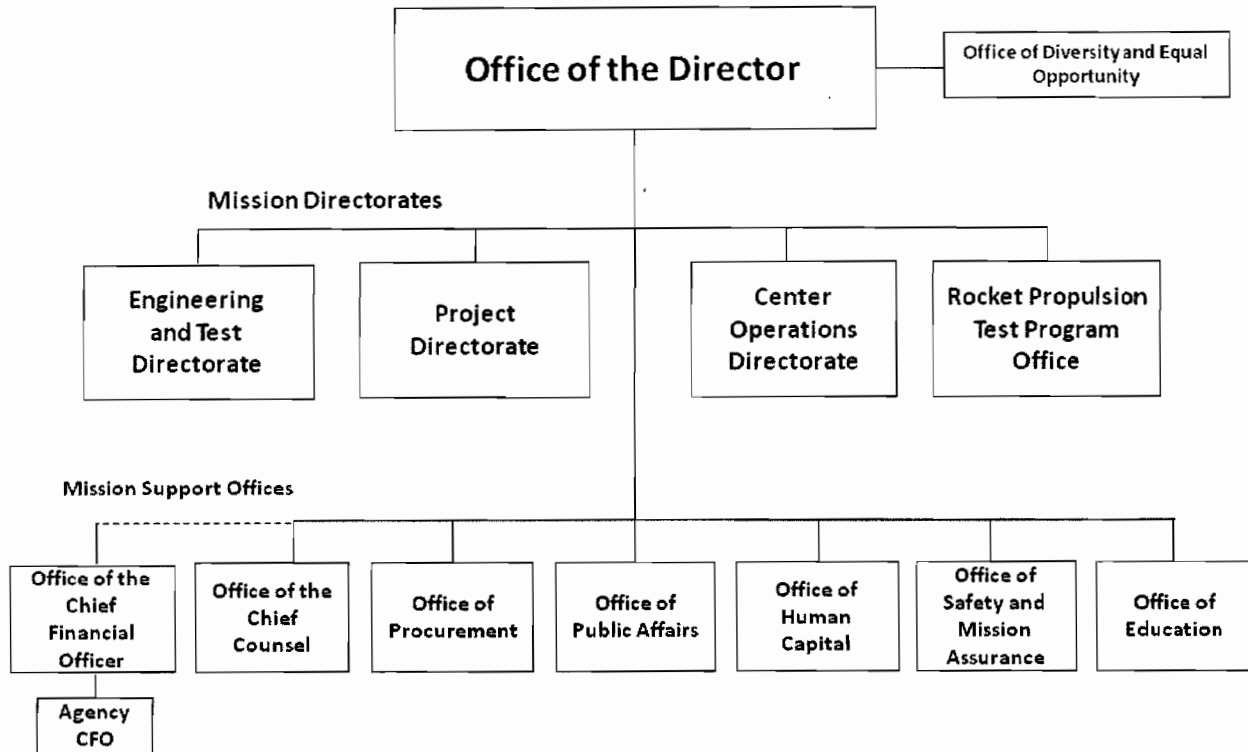 Office of the Director
Office of Diversity and Equal
Opportunity
Mission Directorates
Engineering
and Test
Directorate
Project
Directorate
Center
Operations
Directorate
Rocket Propulsion
Test Program
Office
Mission Support Offices
Office of the
Chief
Financial
Officer
Office of the
Chief
Counsel
Office of
Procurement
Office of
Public Affairs
Office of
Human
Capital
Office of
Safety and
Mission
Assurance
Office of
Education
Agency
CFO